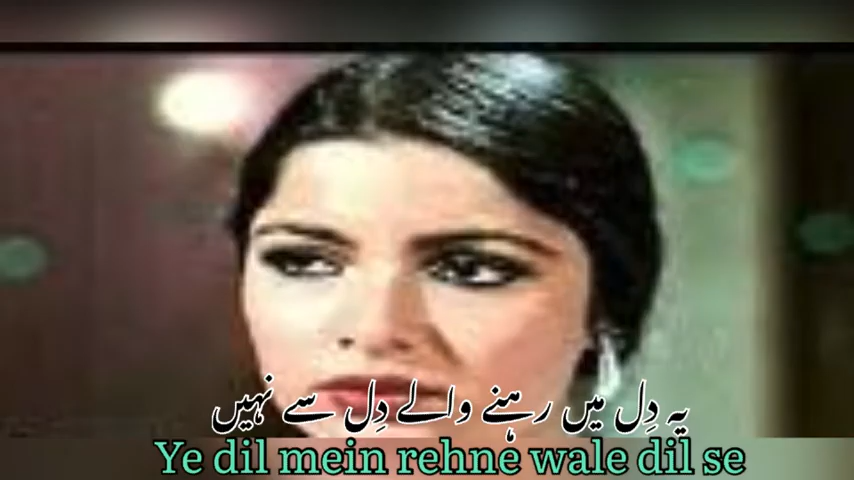 یہ دِل میں رہنے والے دِل سے نہیں
Ye dil mein rehne wale dil se